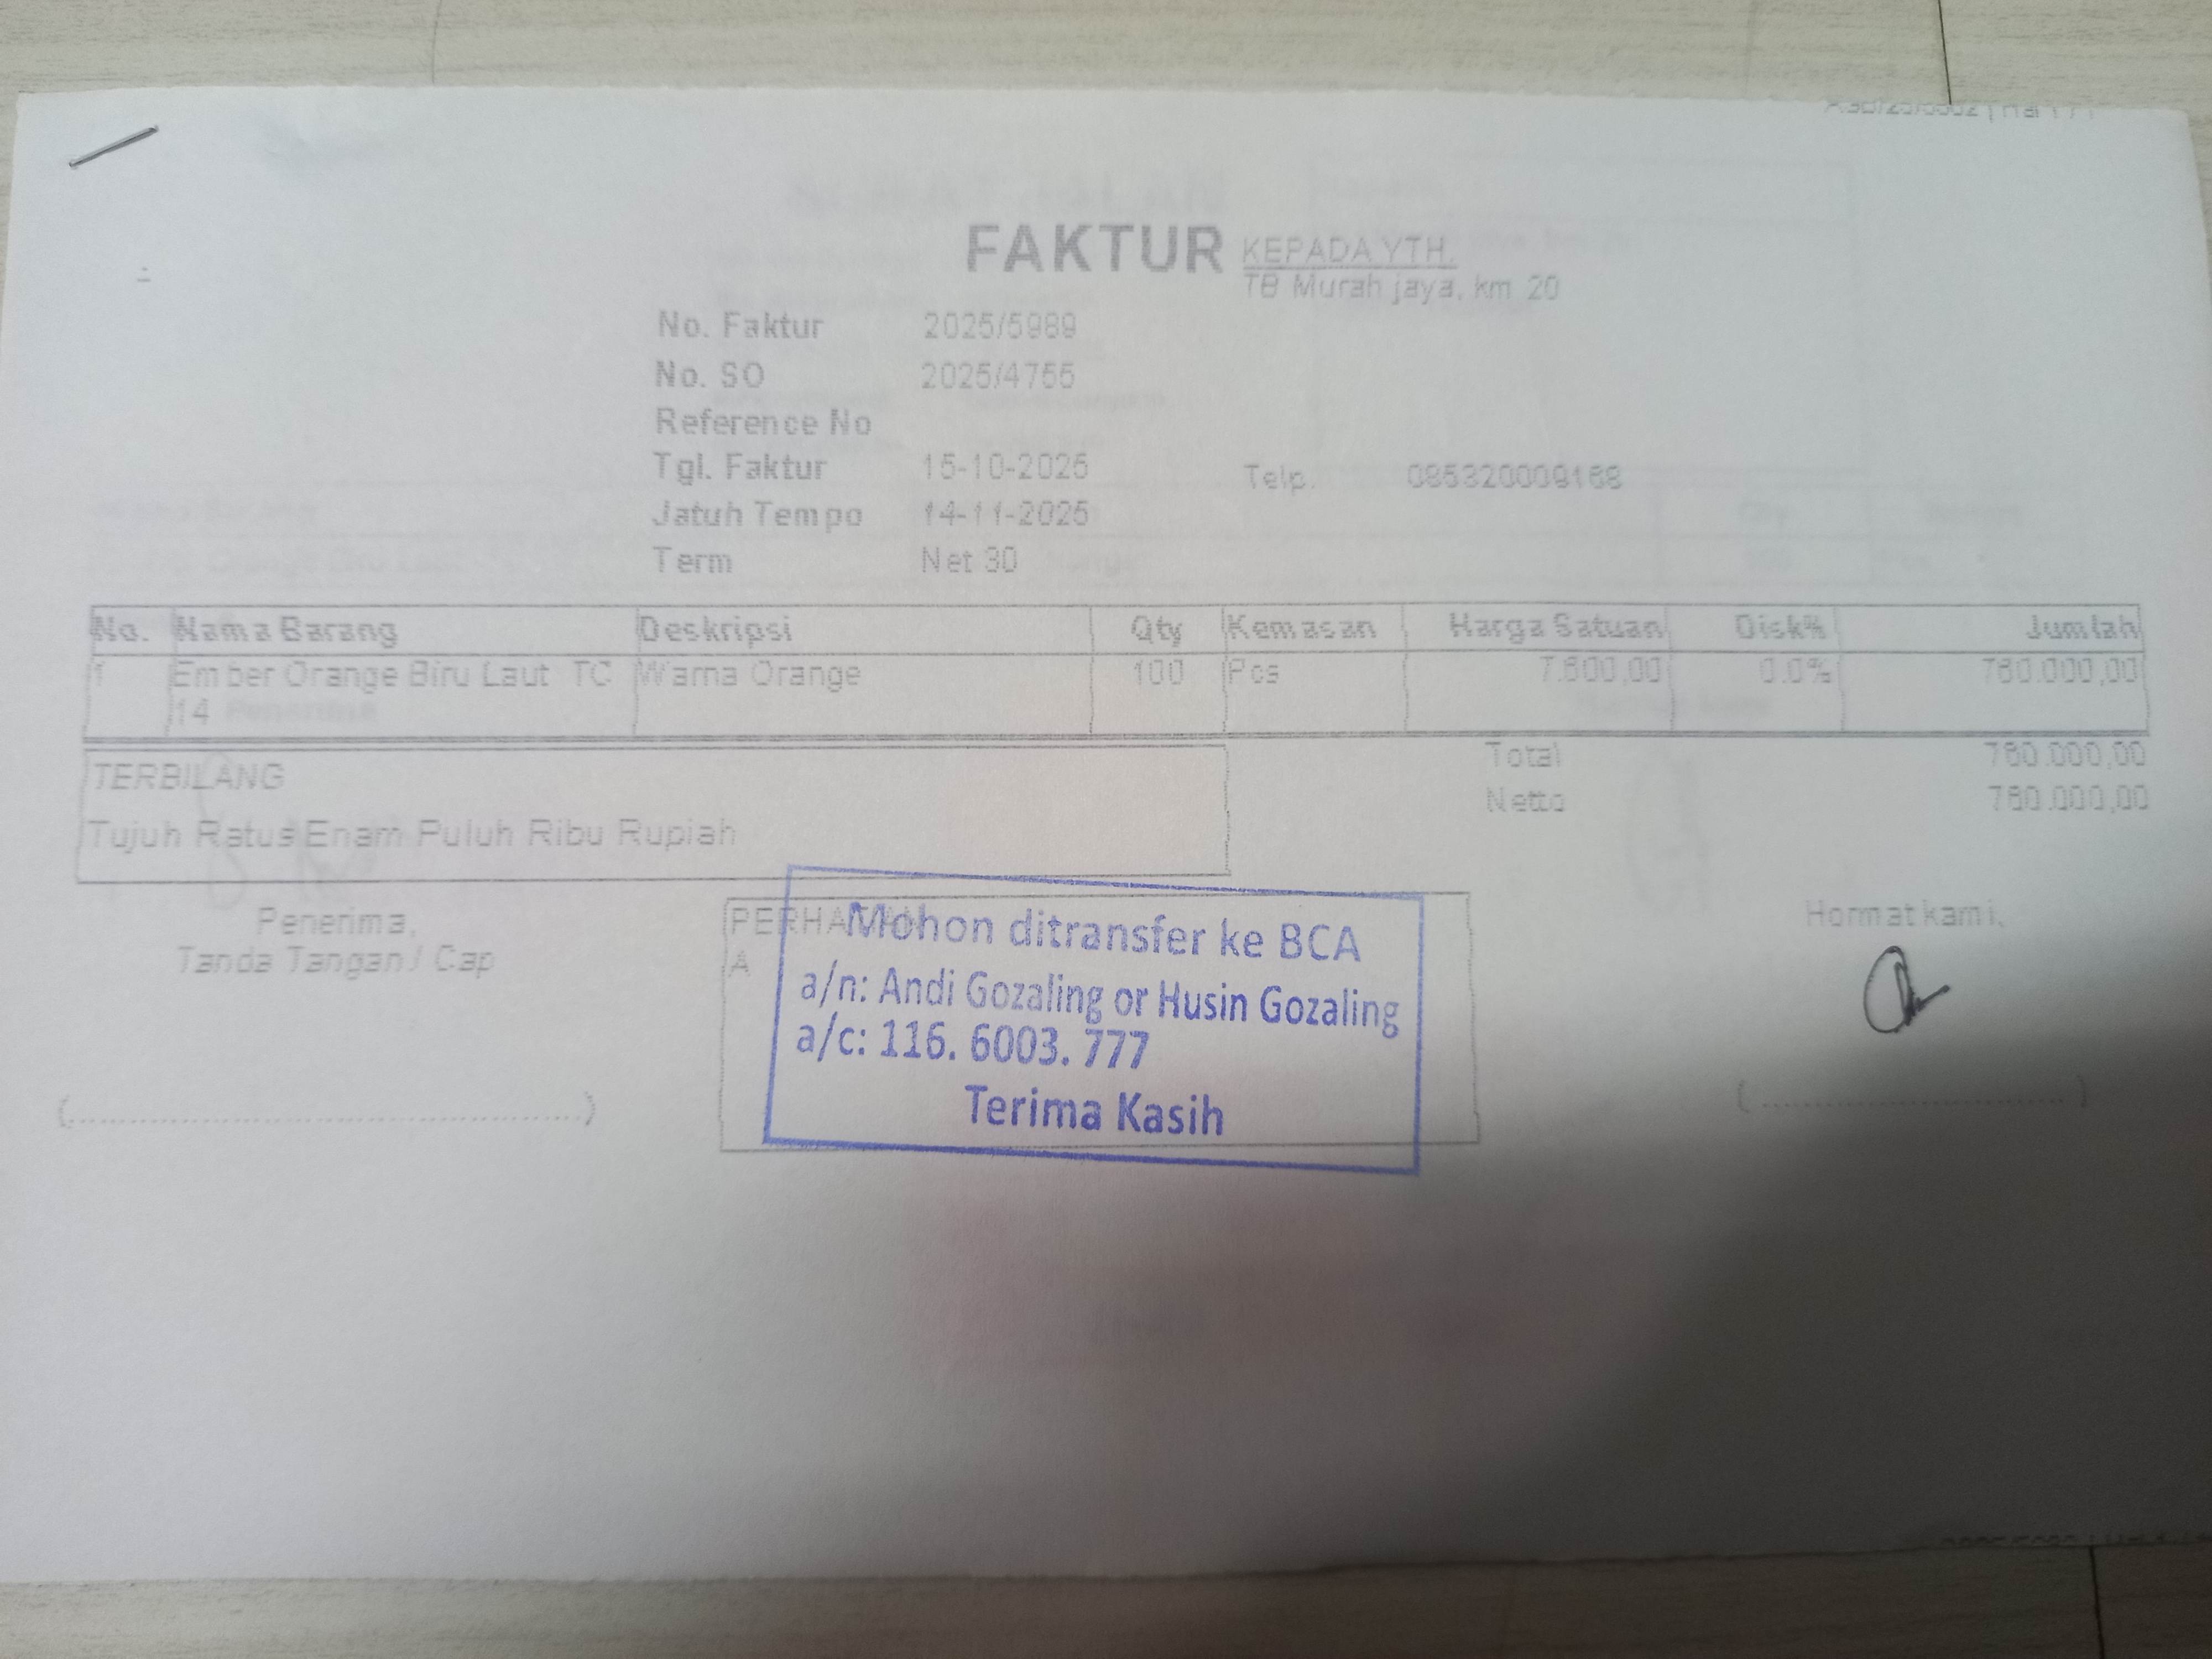 FAKTUR
KEPADA YTH.
TB Murah jaya, km 20
No. Faktur 2025/5989
No. SO 2025/4755
Reference No
Tgl. Faktur 15-10-2025
Telp. 085320009168
Jatuh Tempo 14-11-2025
Term Net 30
No. Nama Barang Deskripsi Qty Kemasan Harga Satuan Disk% Jumlah
1 Ember Orange Biru Laut TC Warna Orange 100 Pcs 7.600,00 0.0% 760.000,00
14
Total 760.000,00
TERBILANG
Netto 760.000,00
Tujuh Ratus Enam Puluh Ribu Rupiah
Penerima,
Tanda Tangan / Cap
Mohon ditransfer ke BCA
a/n: Andi Gozaling or Husin Gozaling
a/c: 116. 6003. 777
Terima Kasih
Hormat kami,
(..............................................)
(..............................)